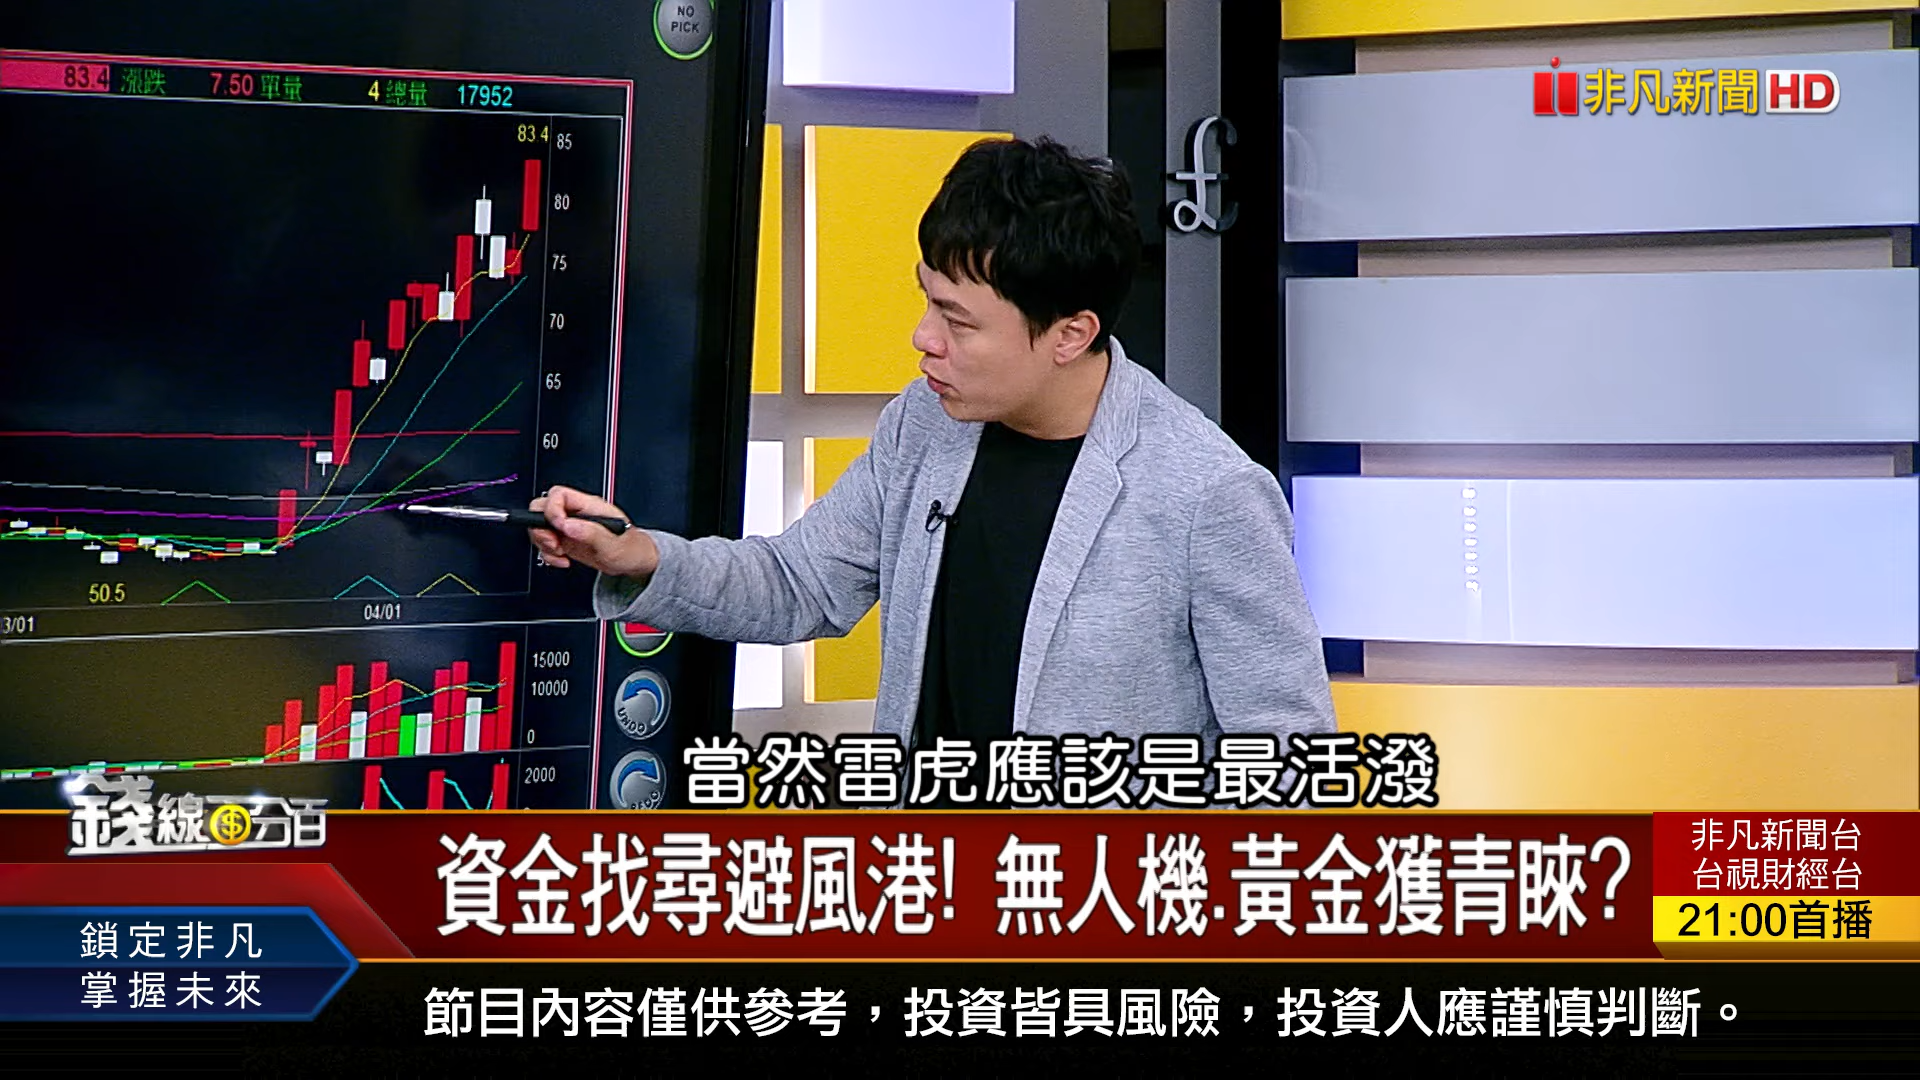 NO
PICK
83.4 漲跌 7.50 單量 4 總量 17952
83.4
85
80
75
70
65
60
50.5
3/01
04/01
15000
10000
0
2000
UNDO
REDO
£
非凡新聞HD
當然雷虎應該是最活潑
錢線百分百
資金找尋避風港! 無人機.黃金獲青睞?
非凡新聞台
台視財經台
21:00首播
鎖定非凡
掌握未來
節目內容僅供參考，投資皆具風險，投資人應謹慎判斷。